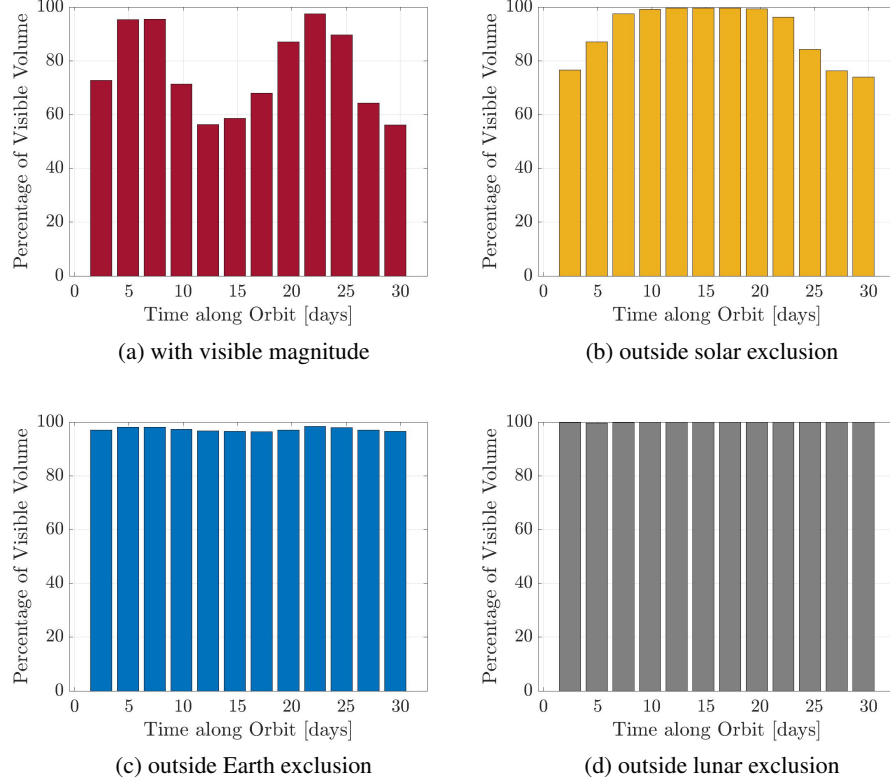 100
80
60
40
20
0
Percentage of Visible Volume
0 5 10 15 20 25 30
Time along Orbit [days]
(a) with visible magnitude
100
80
60
40
20
0
Percentage of Visible Volume
0 5 10 15 20 25 30
Time along Orbit [days]
(b) outside solar exclusion
100
80
60
40
20
0
Percentage of Visible Volume
0 5 10 15 20 25 30
Time along Orbit [days]
(c) outside Earth exclusion
100
80
60
40
20
0
Percentage of Visible Volume
0 5 10 15 20 25 30
Time along Orbit [days]
(d) outside lunar exclusion